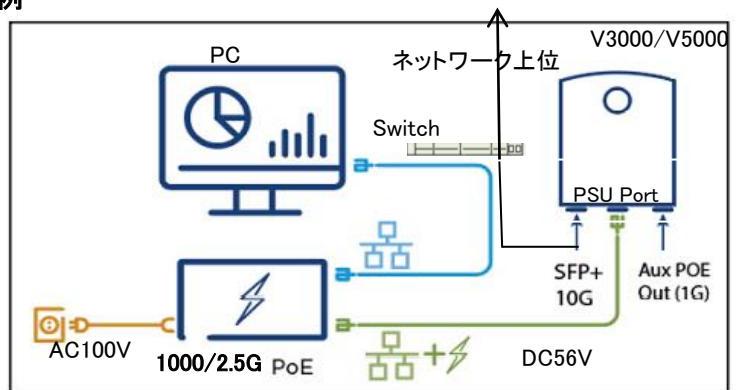 例
PC
ネットワーク上位
V3000/V5000
Switch
PSU Port
SFP+
10G
Aux POE
Out (1G)
AC100V
1000/2.5G PoE
DC56V